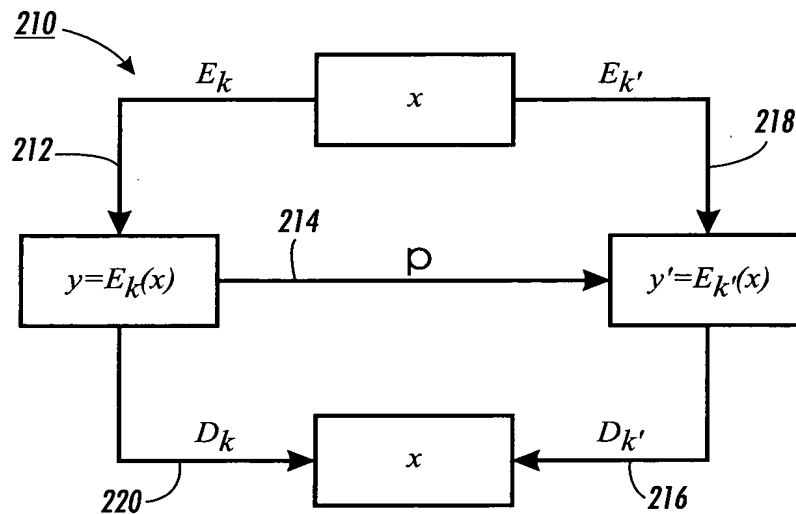 210
E_k
x
E_k'
212
218
214
p
y=E_k(x)
y'=E_k'(x)
D_k
x
D_k'
220
216